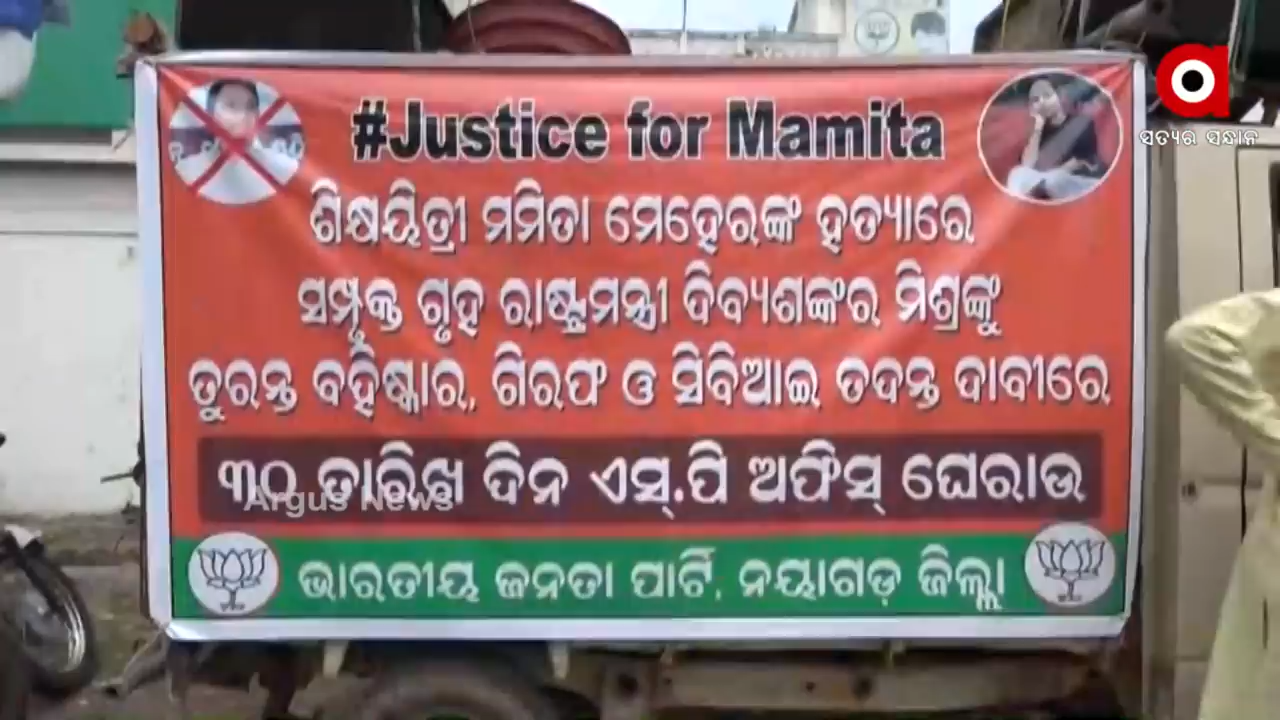 #Justice for Mamita
ଶିକ୍ଷୟିତ୍ରୀ ମମିତା ମେହେରଙ୍କ ହତ୍ୟାରେ
ସମ୍ପୃକ୍ତ ଗୃହ ରାଷ୍ଟ୍ରମନ୍ତ୍ରୀ ଦିବ୍ୟଶଙ୍କର ମିଶ୍ରଙ୍କୁ
ତୁରନ୍ତ ବହିଷ୍କାର, ଗିରଫ ଓ ସିବିଆଇ ତଦନ୍ତ ଦାବୀରେ
୩୦ ତାରିଖ ଦିନ ଏସ୍.ପି ଅଫିସ୍ ଘେରାଉ
ଭାରତୀୟ ଜନତା ପାର୍ଟି, ନୟାଗଡ଼ ଜିଲ୍ଲା
Argus News
ସତ୍ୟର ସନ୍ଧାନ